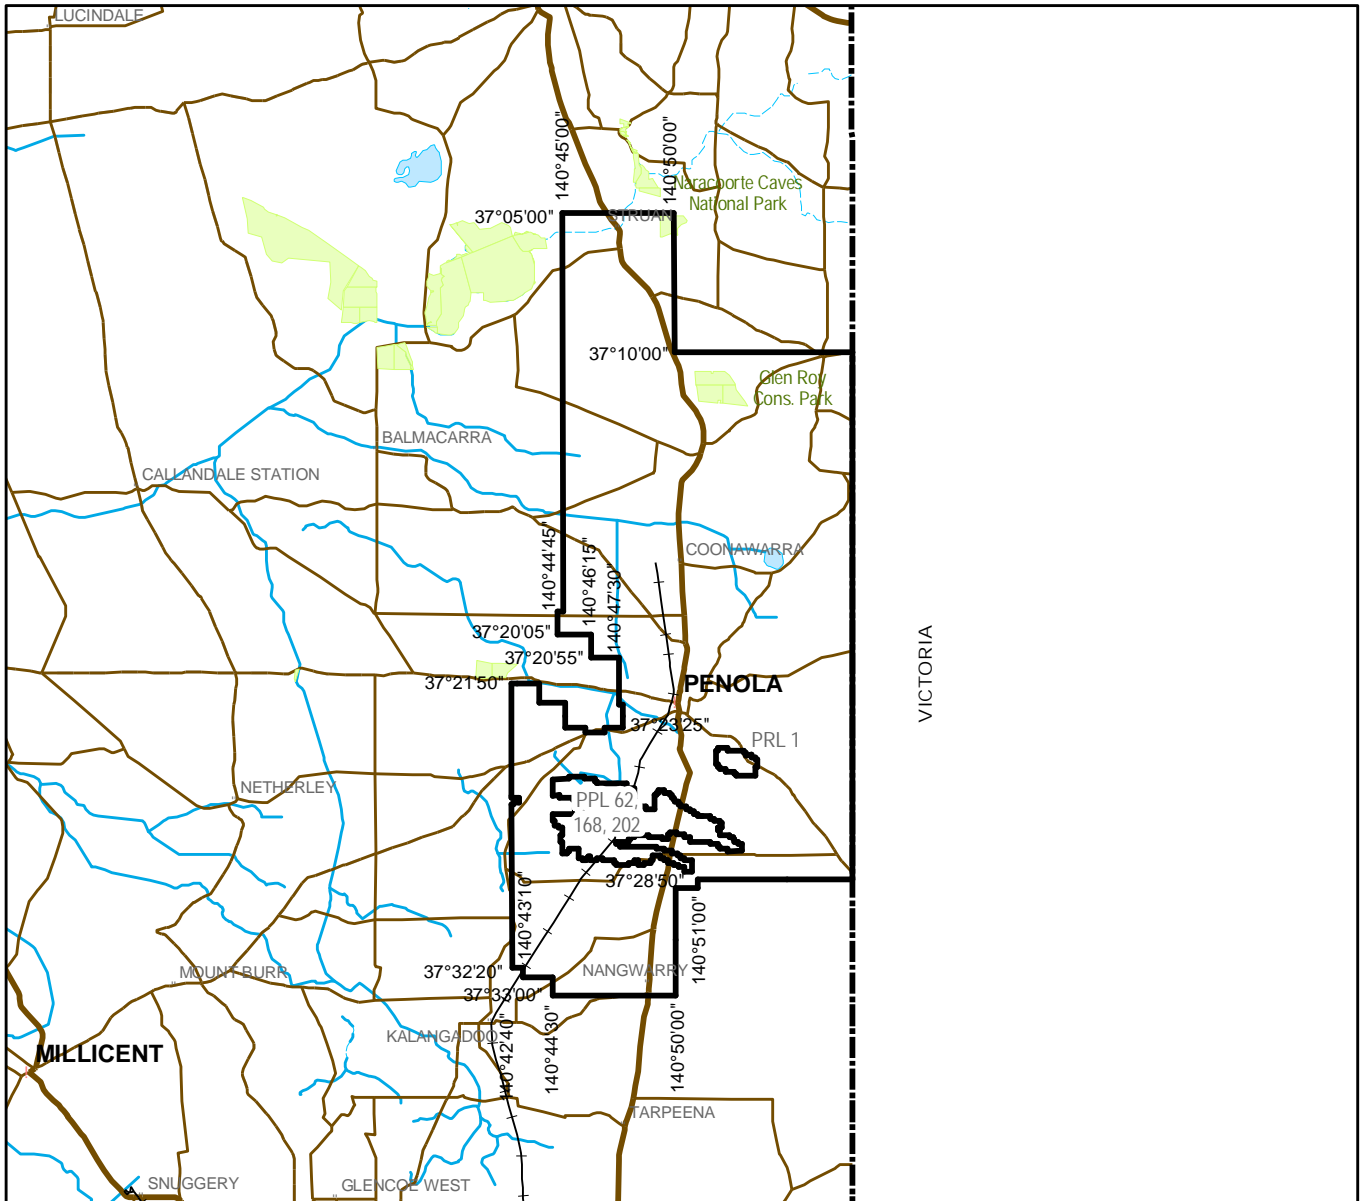 LUCINDALE
140°45'00"
140°50'00"
Naracoorte Caves
National Park
37°05'00"
STRUAN
37°10'00"
Glen Roy
Cons. Park
BALMACARRA
CALLANDALE STATION
COONAWARRA
140°44'45"
140°46'15"
140°47'30"
37°20'05"
37°20'55"
37°21'50"
PENOLA
VICTORIA
37°23'25"
PRL 1
NETHERLEY
PPL 62,
168, 202
37°28'50"
140°43'10"
140°51'00"
MOUNT BURR
37°32'20"
NANGWARRY
37°33'00"
KALANGADOO
140°42'40"
140°44'30"
140°50'00"
MILLICENT
TARPEENA
SNUGGERY
GLENCOE WEST